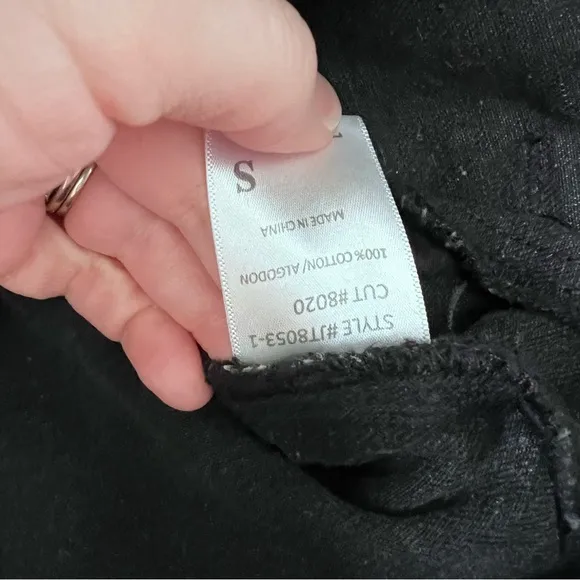 STYLE #JT8053-1
CUT #8020
100% COTTON/ALGODON
MADE IN CHINA
S